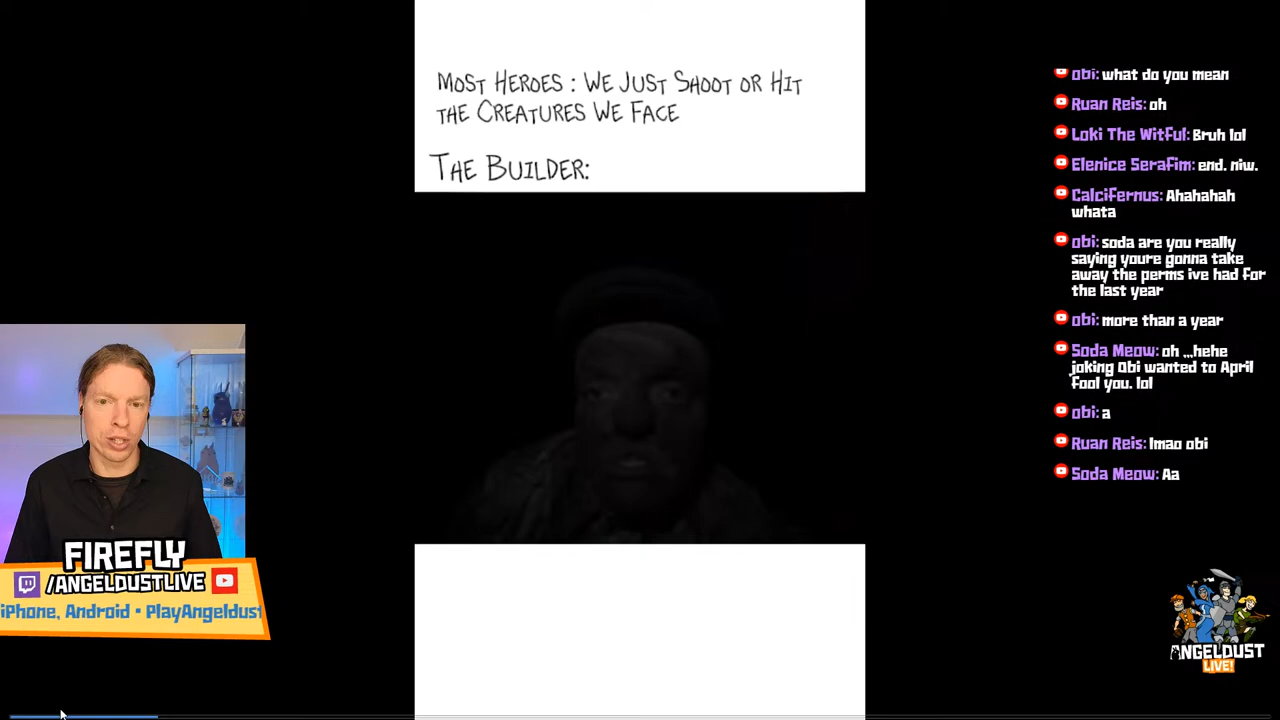 MOST HEROES : WE JUST SHOOT OR HIT
THE CREATURES WE FACE
THE BUILDER:
obi: what do you mean
Ruan Reis: oh
Loki The Witful: Bruh lol
Elenice Serafim: end. niw.
Calcifernus: Ahahahah
whata
obi: soda are you really
saying youre gonna take
away the perms ive had for
the last year
obi: more than a year
Soda Meow: oh ,,,hehe
joking Obi wanted to April
fool you. lol
obi: a
Ruan Reis: lmao obi
Soda Meow: Aa
FIREFLY
/ANGELDUSTLIVE
iPhone, Android • PlayAngeldust
ANGELDUST
LIVE!